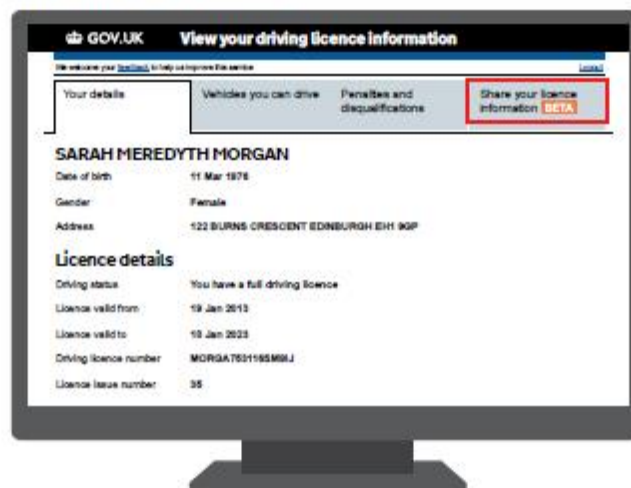 GOV.UK View your driving licence information
We welcome your feedback, to help us improve this service Logout
Your details Vehicles you can drive Penalties and disqualifications Share your licence information BETA
SARAH MEREDYTH MORGAN
Date of birth 11 Mar 1976
Gender Female
Address 122 BURNS CRESCENT EDINBURGH EH1 9GP
Licence details
Driving status You have a full driving licence
Licence valid from 19 Jan 2013
Licence valid to 18 Jan 2023
Driving licence number MORGA753116SM9IJ
Licence issue number 35